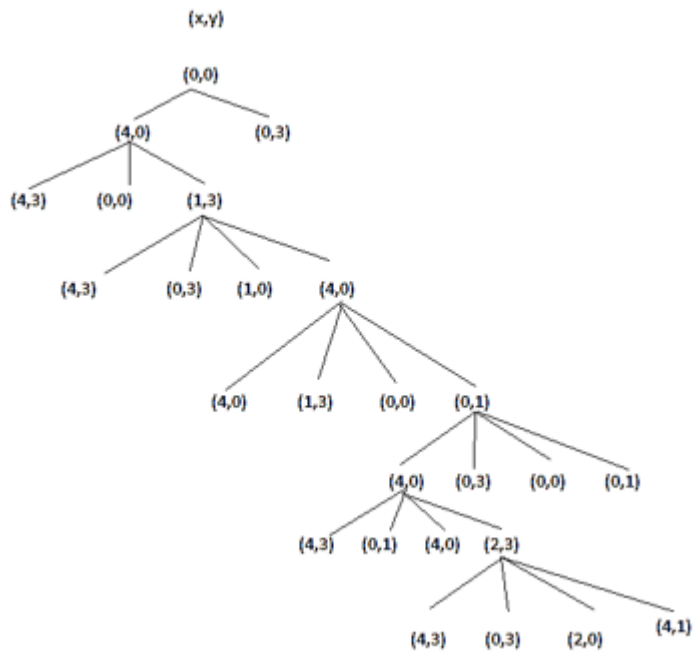 (x,y)
(0,0)
(4,0) (0,3)
(4,3) (0,0) (1,3)
(4,3) (0,3) (1,0) (4,0)
(4,0) (1,3) (0,0) (0,1)
(4,0) (0,3) (0,0) (0,1)
(4,3) (0,1) (4,0) (2,3)
(4,3) (0,3) (2,0) (4,1)